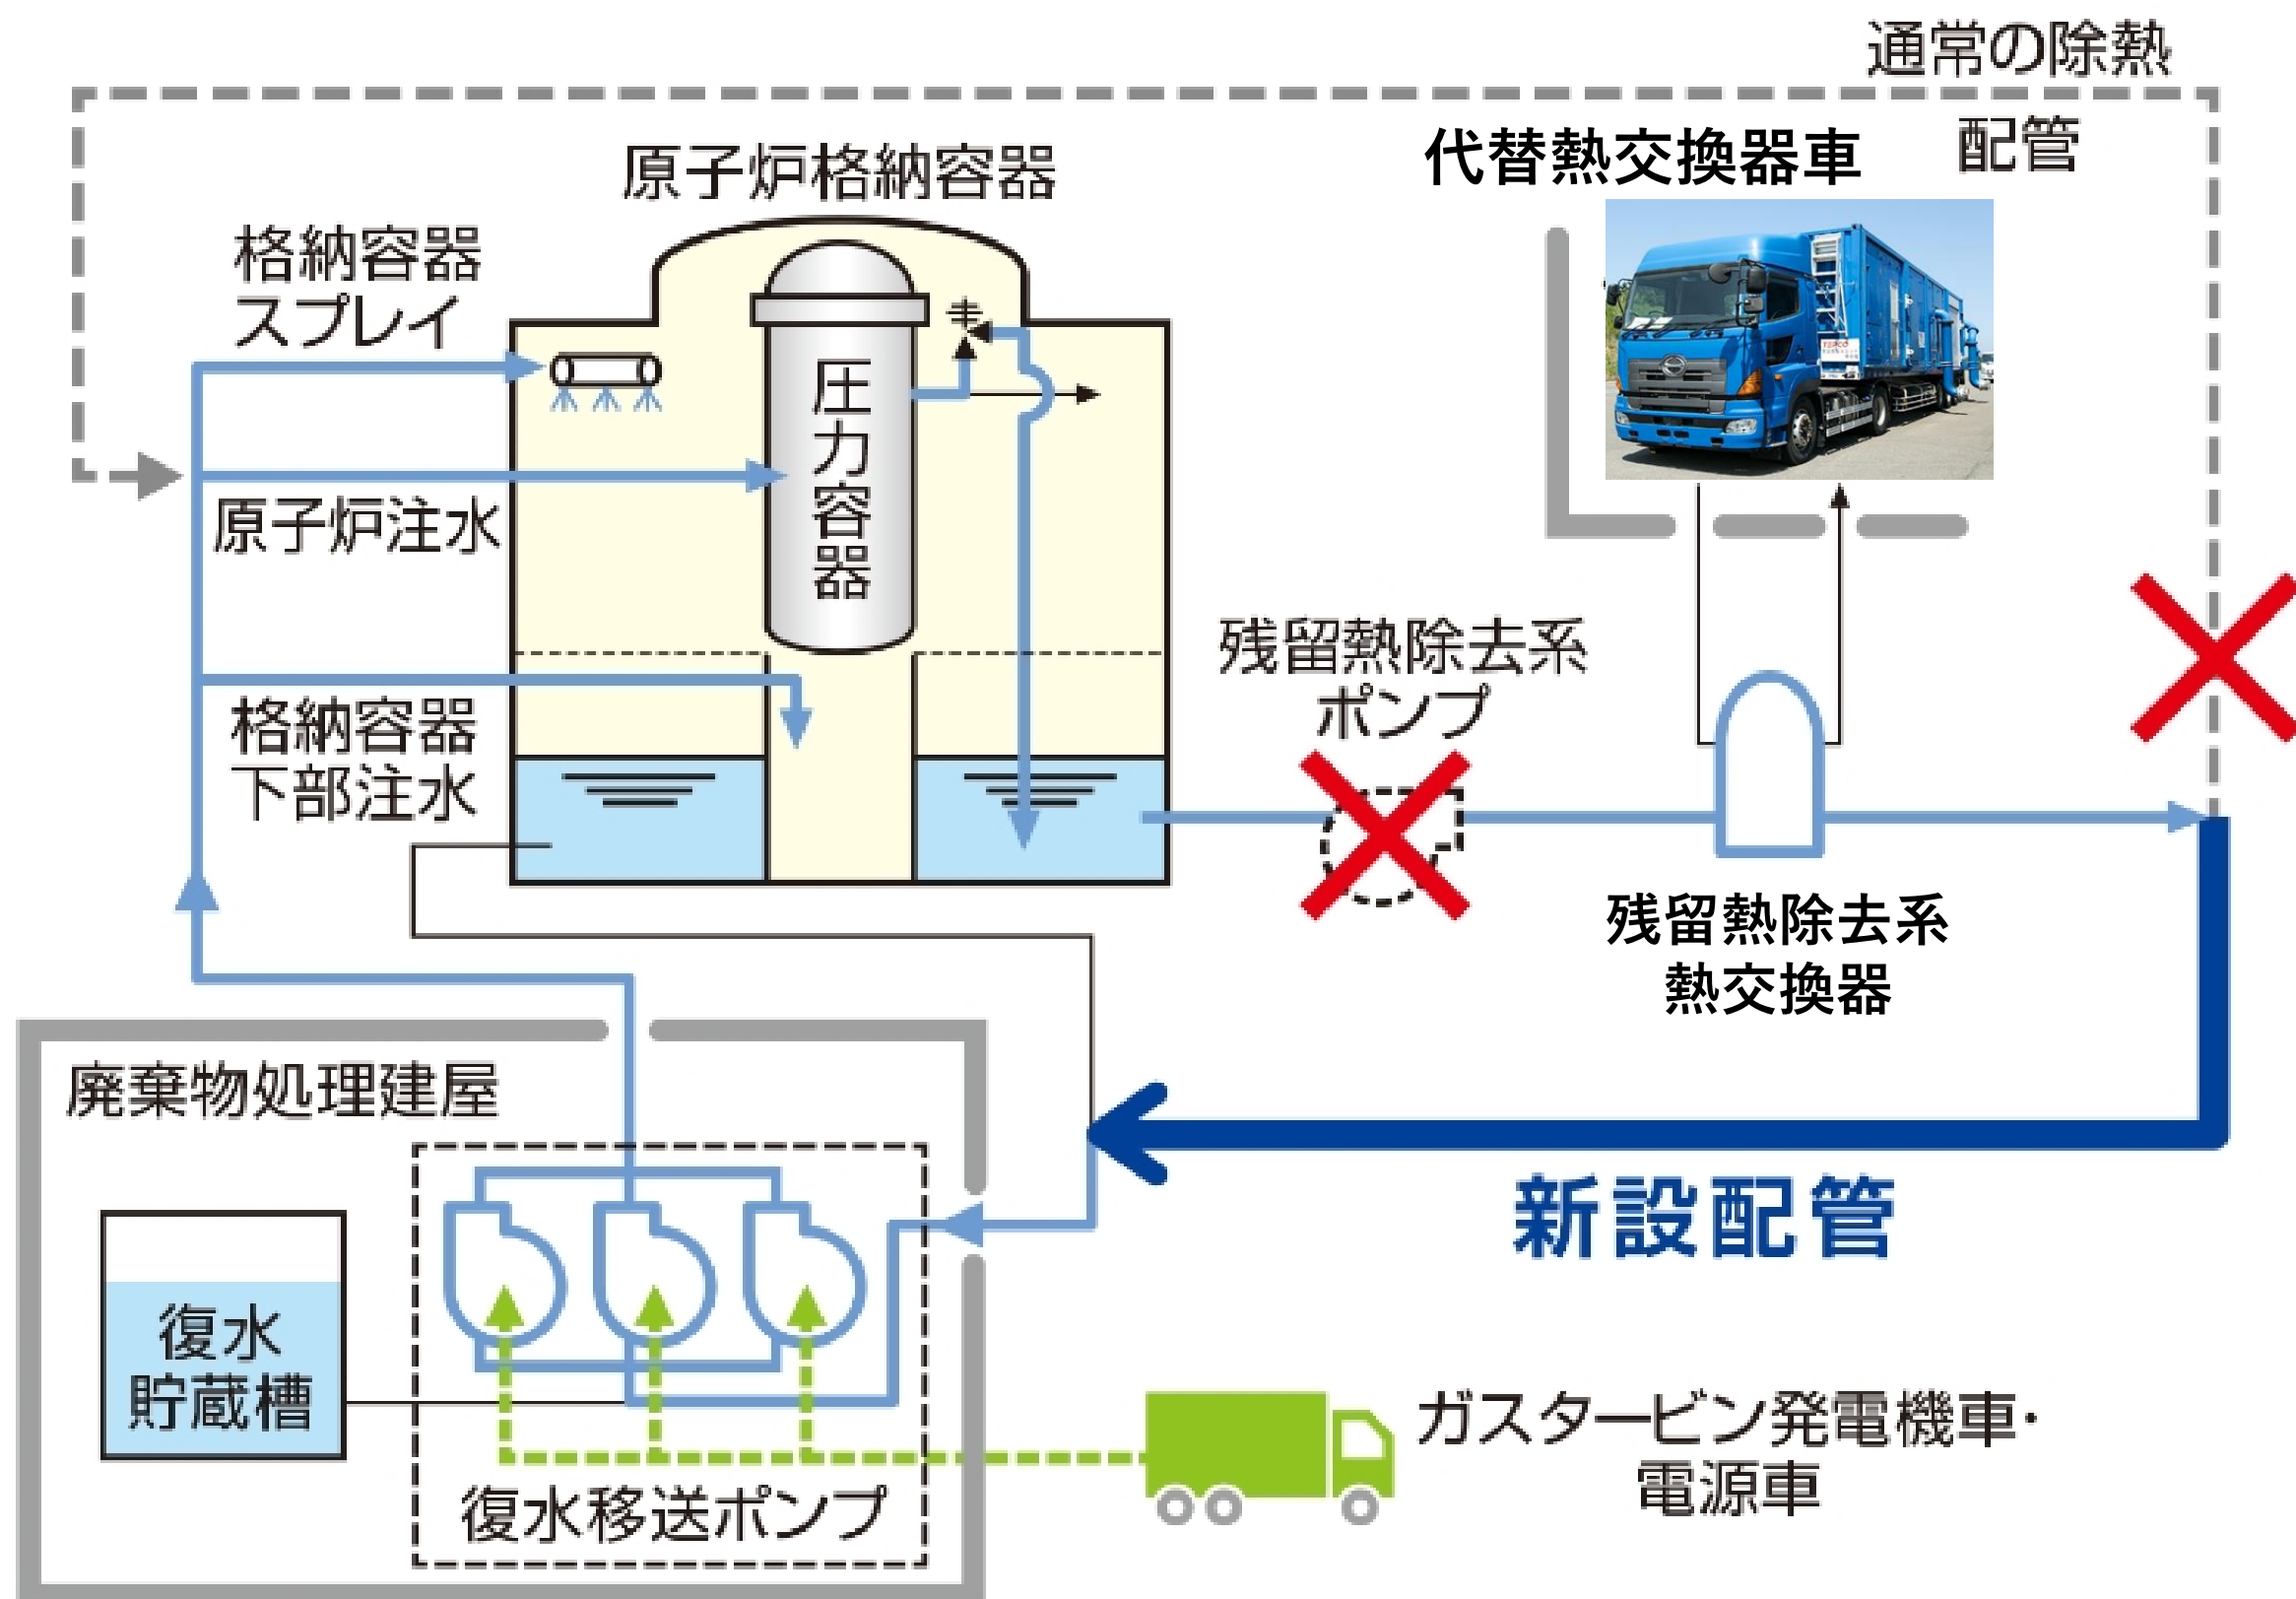 通常の除熱
配管
代替熱交換器車
原子炉格納容器
格納容器
スプレイ
TEPCO
圧力容器
原子炉注水
残留熱除去系
ポンプ
格納容器
下部注水
残留熱除去系
熱交換器
廃棄物処理建屋
新設配管
復水
貯蔵槽
ガスタービン発電機車・
電源車
復水移送ポンプ